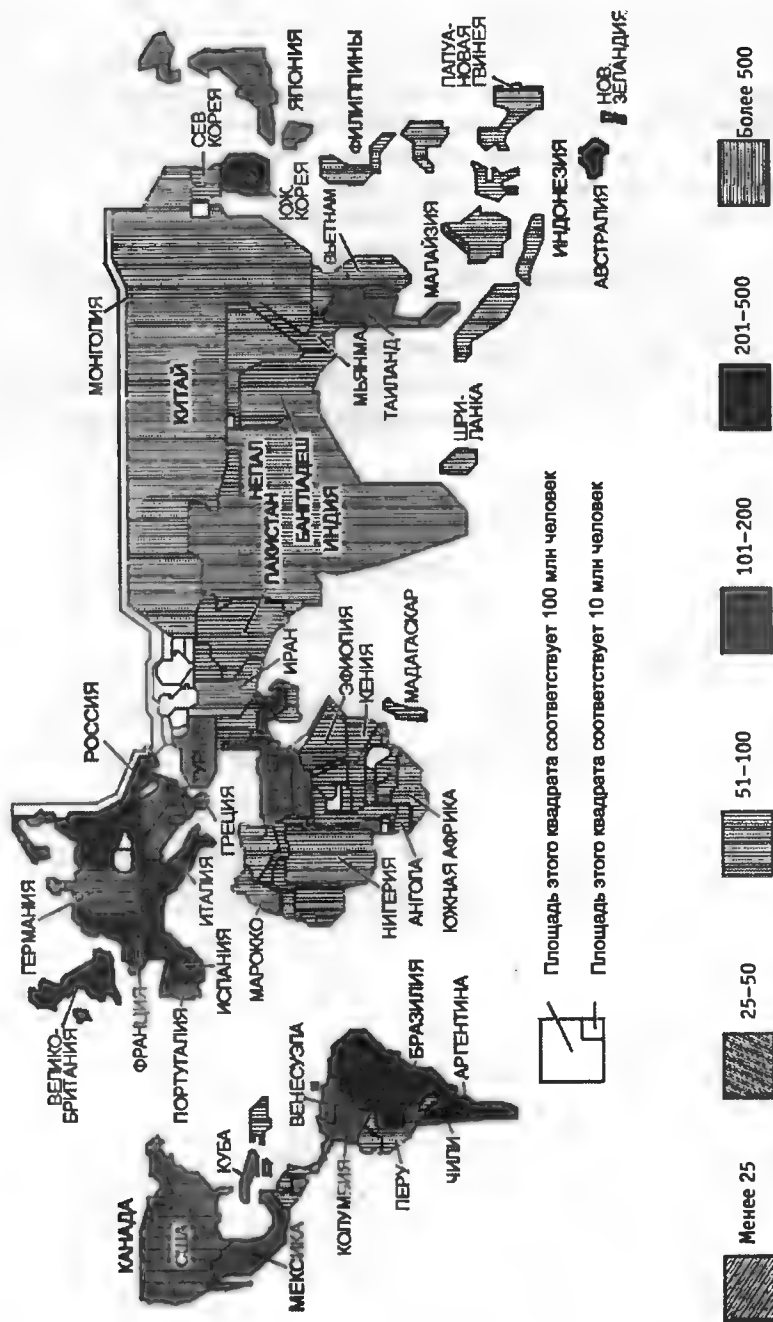 КАНАДА
США
МЕКСИКА
КУБА
ВЕНЕСУЭЛА
КОЛУМБИЯ
ПЕРУ
БРАЗИЛИЯ
ЧИЛИ
АРГЕНТИНА
ВЕЛИКО-
БРИТАНИЯ
ГЕРМАНИЯ
ФРАНЦИЯ
ПОРТУГАЛИЯ
ИСПАНИЯ
ИТАЛИЯ
ГРЕЦИЯ
РОССИЯ
МАРОККО
НИГЕРИЯ
АНГОЛА
ЮЖНАЯ АФРИКА
ИРАН
ЭФИОПИЯ
КЕНИЯ
МАДАГАСКАР
МОНГОЛИЯ
КИТАЙ
НЕПАЛ
ПАКИСТАН
БАНГЛАДЕШ
ИНДИЯ
МЬЯНМА
ТАИЛАНД
ВЬЕТНАМ
ШРИ-
ЛАНКА
СЕВ.
КОРЕЯ
ЮЖ.
КОРЕЯ
ЯПОНИЯ
ФИЛИППИНЫ
МАЛАЙЗИЯ
ИНДОНЕЗИЯ
ПАПУА-
НОВАЯ
ГВИНЕЯ
АВСТРАЛИЯ
НОВ.
ЗЕЛАНДИЯ
Площадь этого квадрата соответствует 100 млн человек
Площадь этого квадрата соответствует 10 млн человек
Менее 25
25–50
51–100
101–200
201–500
Более 500